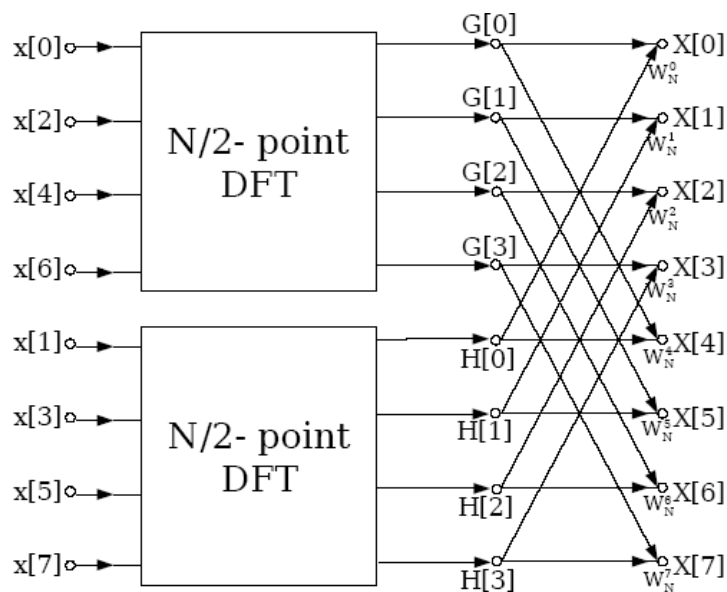 x[0]
x[2]
x[4]
x[6]
x[1]
x[3]
x[5]
x[7]
N/2- point
DFT
N/2- point
DFT
G[0]
G[1]
G[2]
G[3]
H[0]
H[1]
H[2]
H[3]
X[0]
W_N^0
X[1]
W_N^1
X[2]
W_N^2
X[3]
W_N^3
X[4]
W_N^4
X[5]
W_N^5
X[6]
W_N^6
X[7]
W_N^7